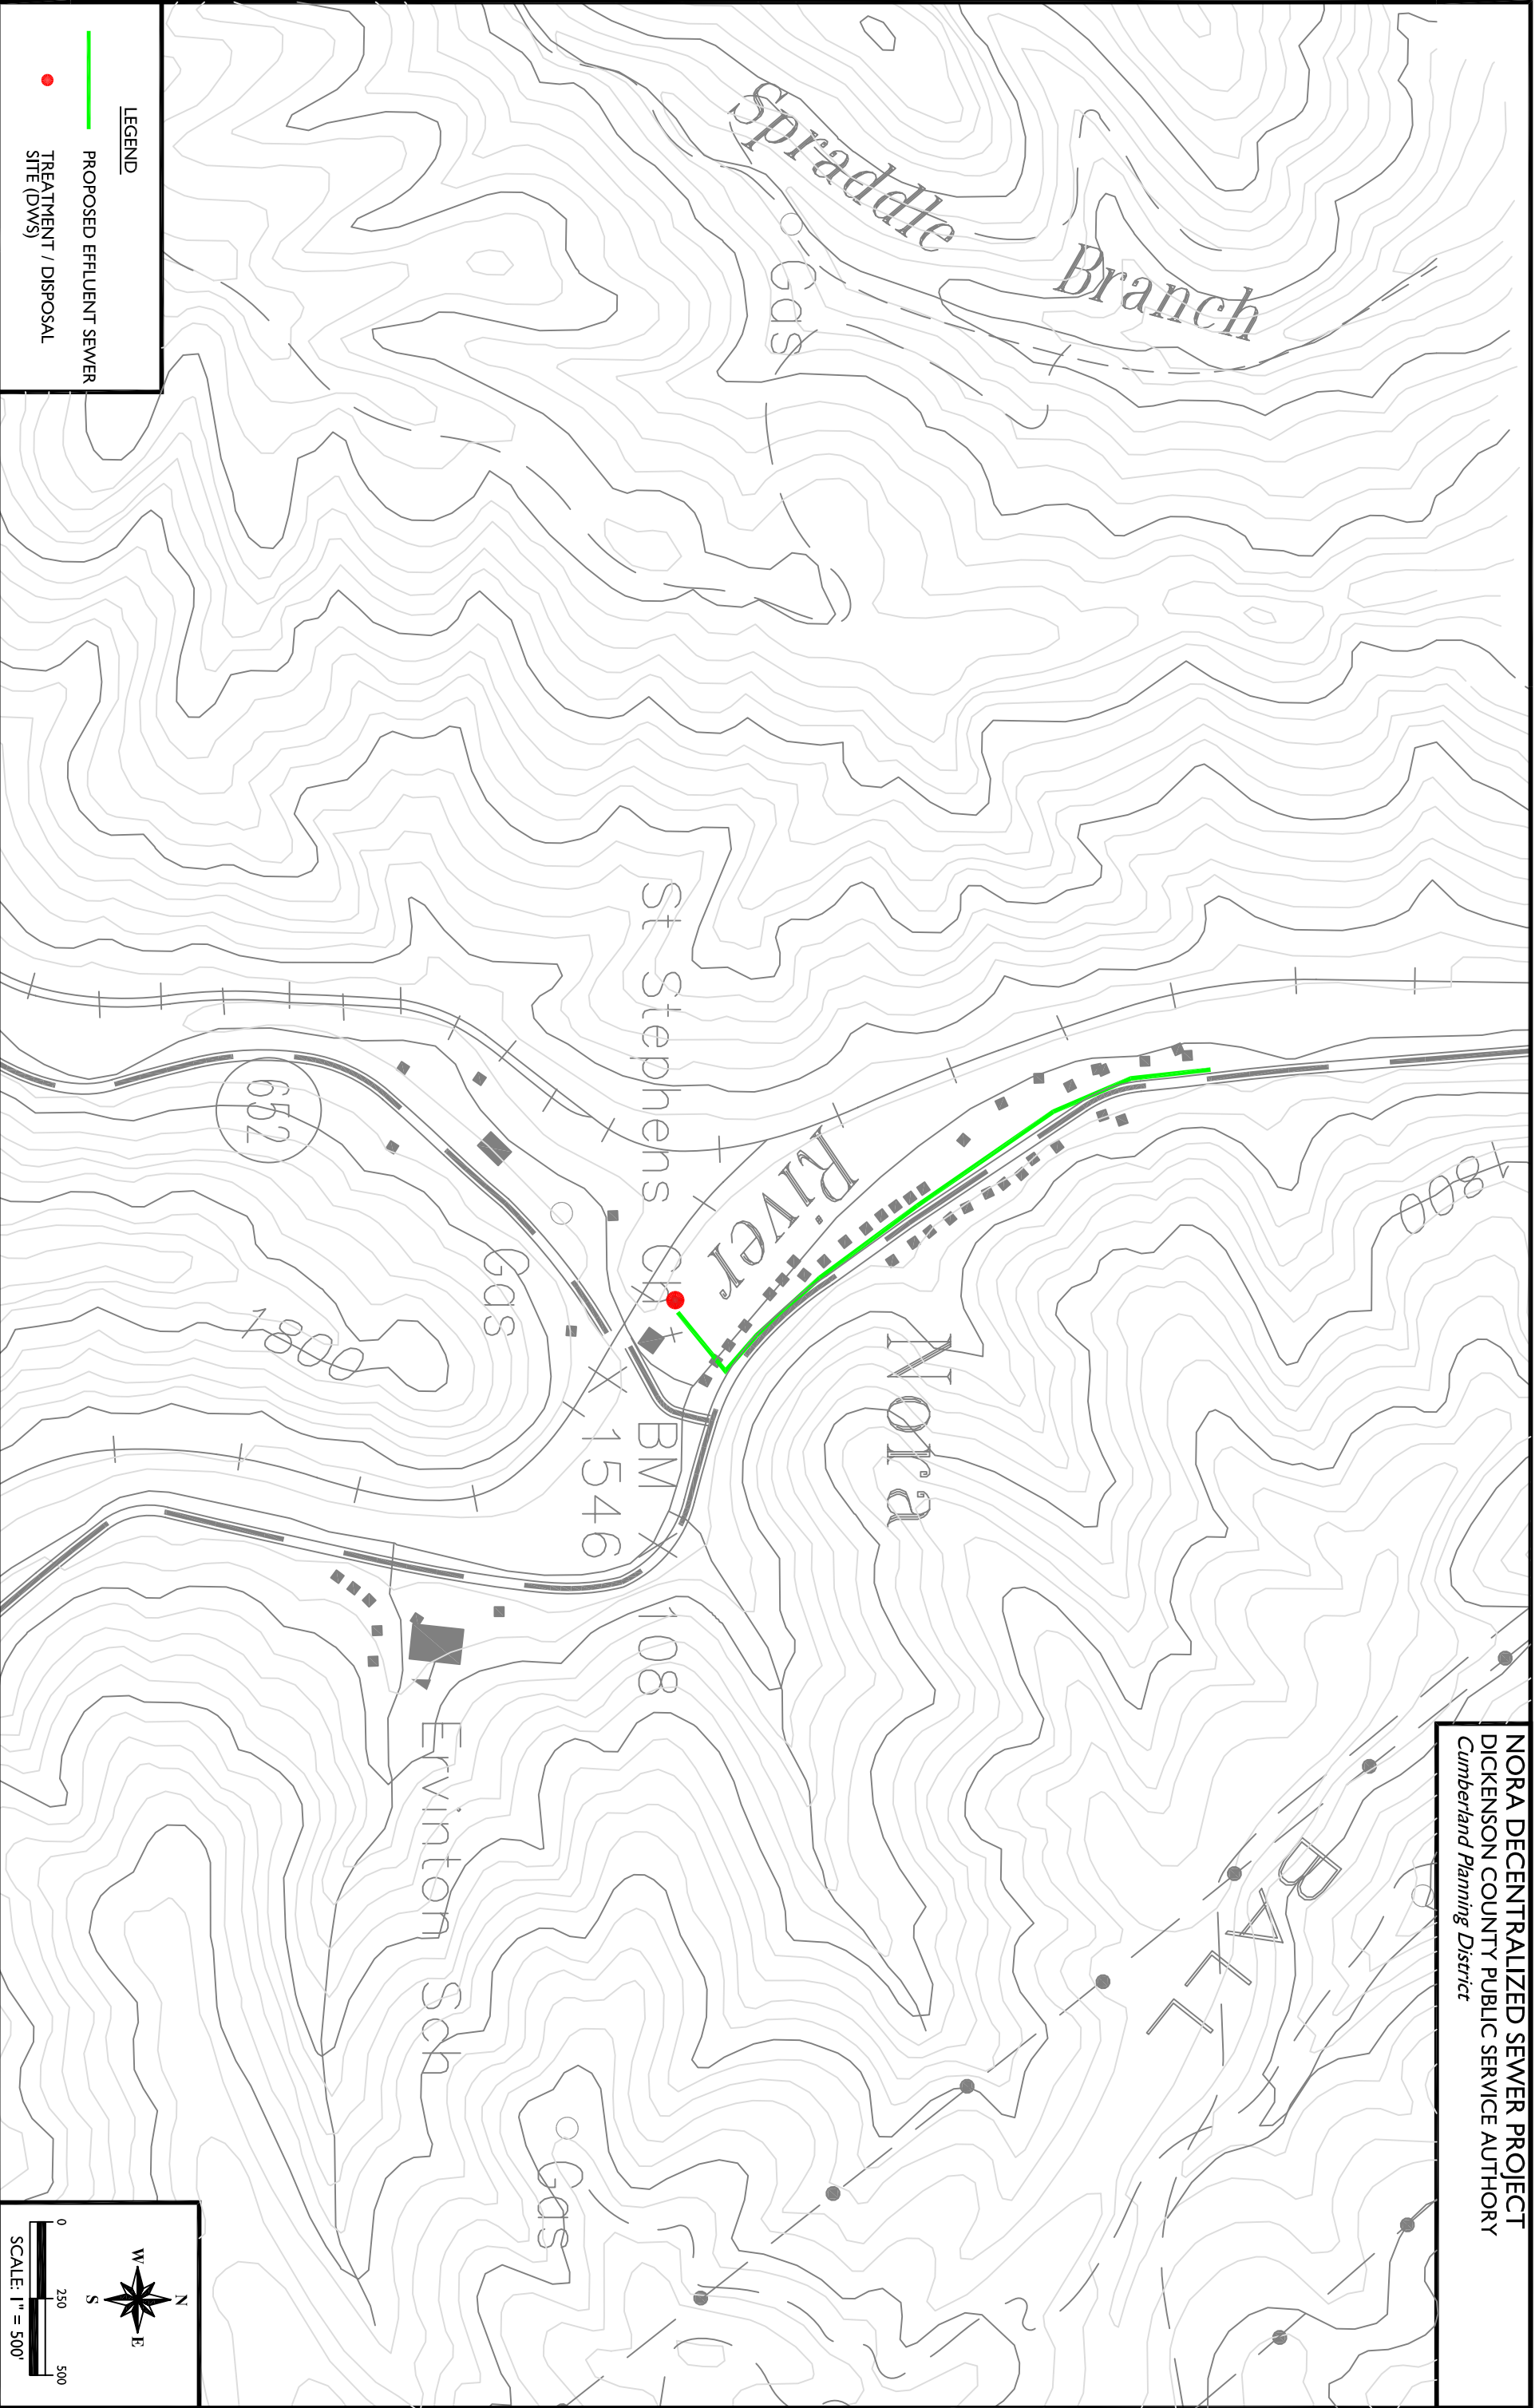 NORA DECENTRALIZED SEWER PROJECT
DICKENSON COUNTY PUBLIC SERVICE AUTHORY
Cumberland Planning District
Spraddle
Branch
Gas
1800
BALL
River
Nora
St Stephens Ch
BM
X 1546
108
Gas
652
1800
Ervinton Sch
Gas
LEGEND
PROPOSED EFFLUENT SEWER
TREATMENT / DISPOSAL
SITE (DWS)
N
W
E
S
0 250 500
SCALE: 1" = 500'